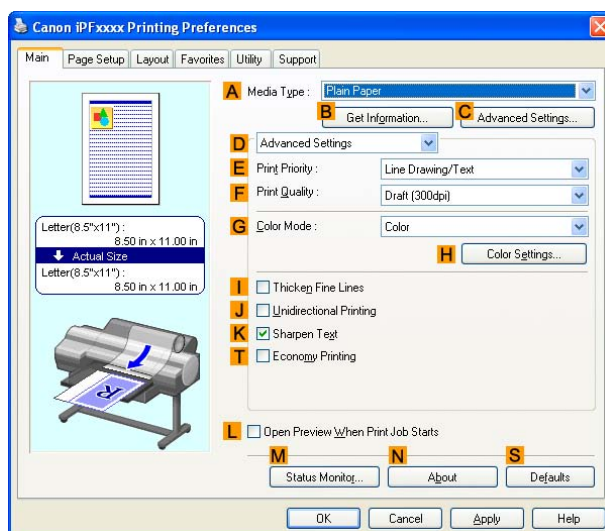 Canon iPFxxxx Printing Preferences
Main Page Setup Layout Favorites Utility Support
A Media Type : Plain Paper
B Get Information... C Advanced Settings...
D Advanced Settings
E Print Priority : Line Drawing/Text
F Print Quality : Draft (300dpi)
Letter(8.5"x11") :
8.50 in x 11.00 in
Actual Size
Letter(8.5"x11") :
8.50 in x 11.00 in
G Color Mode : Color
H Color Settings...
I Thicken Fine Lines
J Unidirectional Printing
K Sharpen Text
T Economy Printing
R
L Open Preview When Print Job Starts
M N S
Status Monitor... About Defaults
OK Cancel Apply Help